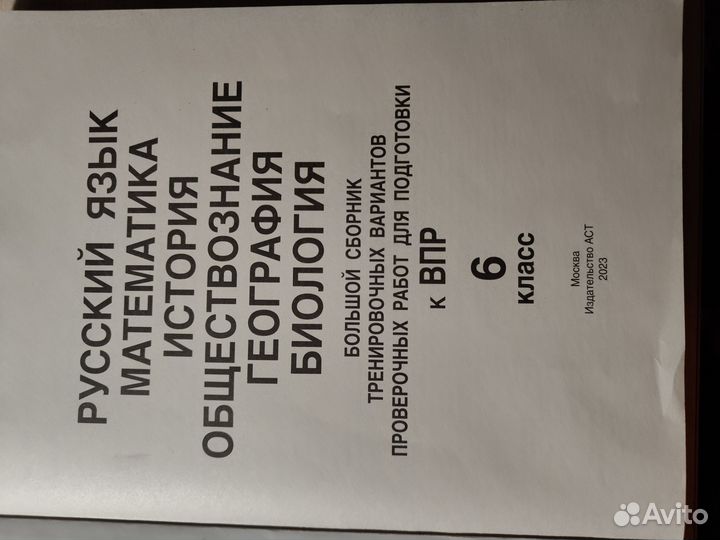 РУССКИЙ ЯЗЫК
МАТЕМАТИКА
ИСТОРИЯ
ОБЩЕСТВОЗНАНИЕ
ГЕОГРАФИЯ
БИОЛОГИЯ
БОЛЬШОЙ СБОРНИК
ТРЕНИРОВОЧНЫХ ВАРИАНТОВ
ПРОВЕРОЧНЫХ РАБОТ ДЛЯ ПОДГОТОВКИ
к ВПР
6
класс
Москва
Издательство АСТ
2023
Avito